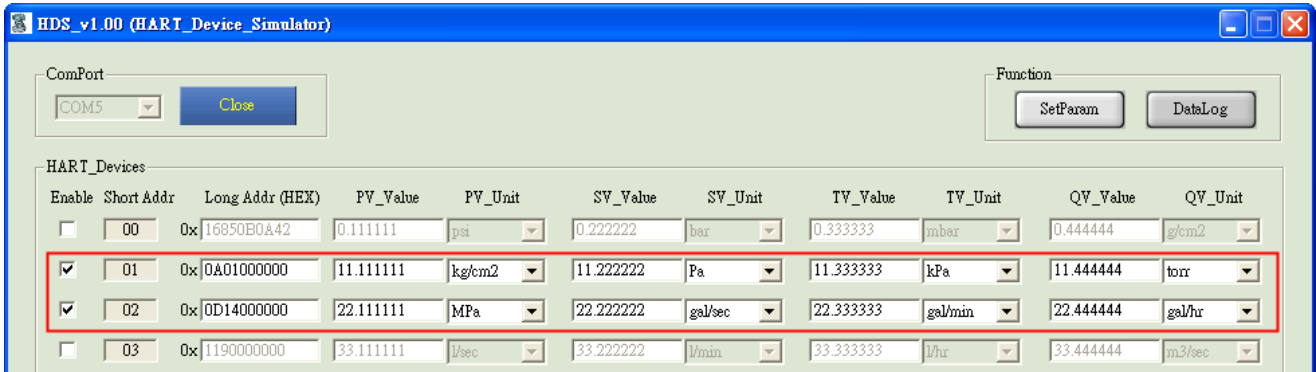 HDS_v1.00 (HART_Device_Simulator)
ComPort
Function
COM5 Close SetParam DataLog
HART_Devices
Enable Short Addr Long Addr (HEX) PV_Value PV_Unit SV_Value SV_Unit TV_Value TV_Unit QV_Value QV_Unit
00 0x 16850B0A42 0.111111 psi 0.222222 bar 0.333333 mbar 0.444444 g/cm2
01 0x 0A01000000 11.111111 kg/cm2 11.222222 Pa 11.333333 kPa 11.444444 torr
02 0x 0D14000000 22.111111 MPa 22.222222 gal/sec 22.333333 gal/min 22.444444 gal/hr
03 0x 1190000000 33.111111 l/sec 33.222222 l/min 33.333333 l/hr 33.444444 m3/sec